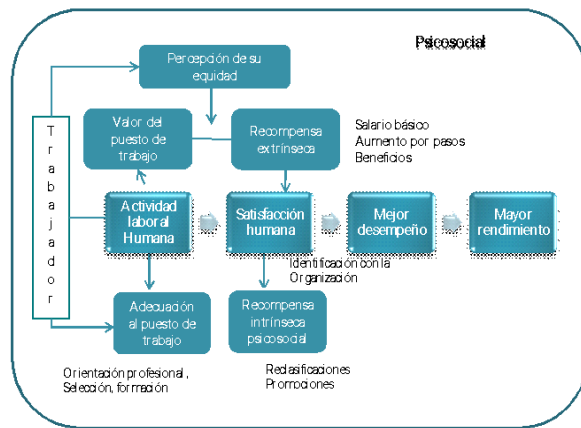 Psicosocial
Percepción de su
equidad
Trabajador
Valor del
puesto de
trabajo
Recompensa
extrínseca
Salario básico
Aumento por pasos
Beneficios
Actividad
laboral
Humana
Satisfacción
humana
Mejor
desempeño
Mayor
rendimiento
Identificación con la
Organización
Adecuación
al puesto de
trabajo
Recompensa
intrínseca
psicosocial
Orientación profesional,
Selección, formación
Reclasificaciones
Promociones